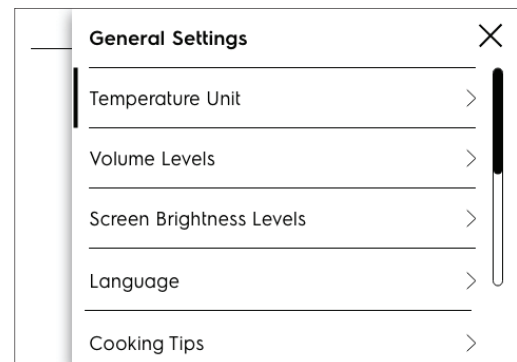 General Settings
Temperature Unit
Volume Levels
Screen Brightness Levels
Language
Cooking Tips